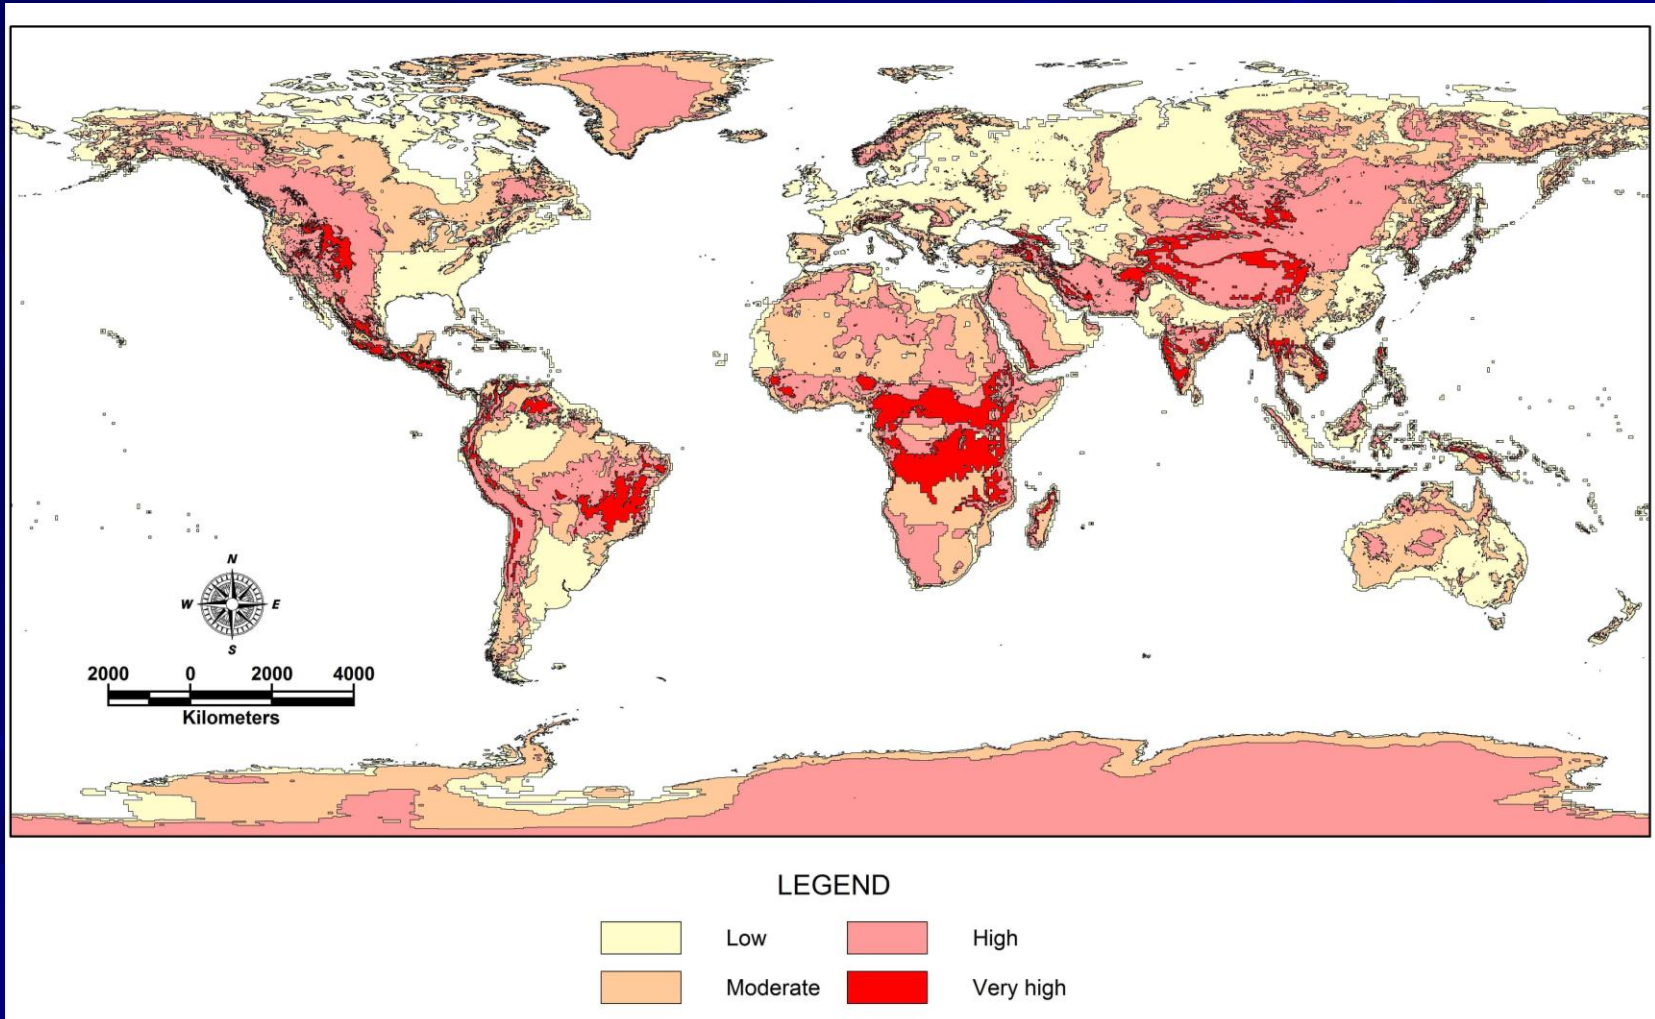 N
W E
S
2000 0 2000 4000
Kilometers
LEGEND
Low High
Moderate Very high